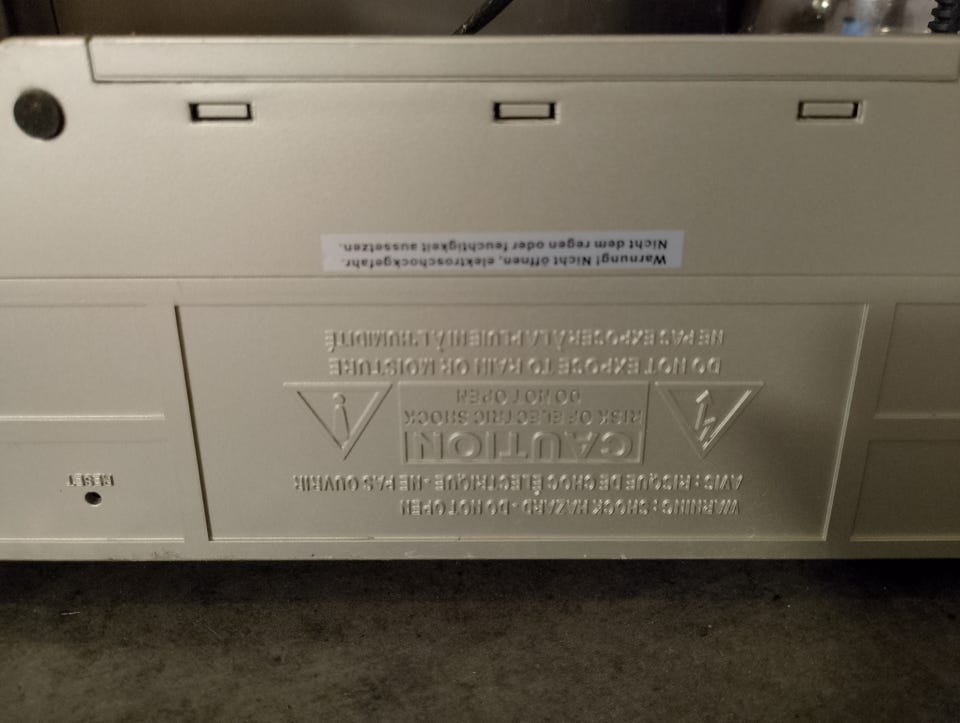 WARNING: SHOCK HAZARD - DO NOT OPEN
AVIS: RISQUE DE CHOC ÉLECTRIQUE - NE PAS OUVRIR
CAUTION
RISK OF ELECTRIC SHOCK
DO NOT OPEN
DO NOT EXPOSE TO RAIN OR MOISTURE
NE PAS EXPOSER À LA PLUIE NI À L'HUMIDITÉ
Warnung! Nicht öffnen, elektroschockgefahr.
Nicht dem regen oder feuchtigkeit aussetzen.
RESET